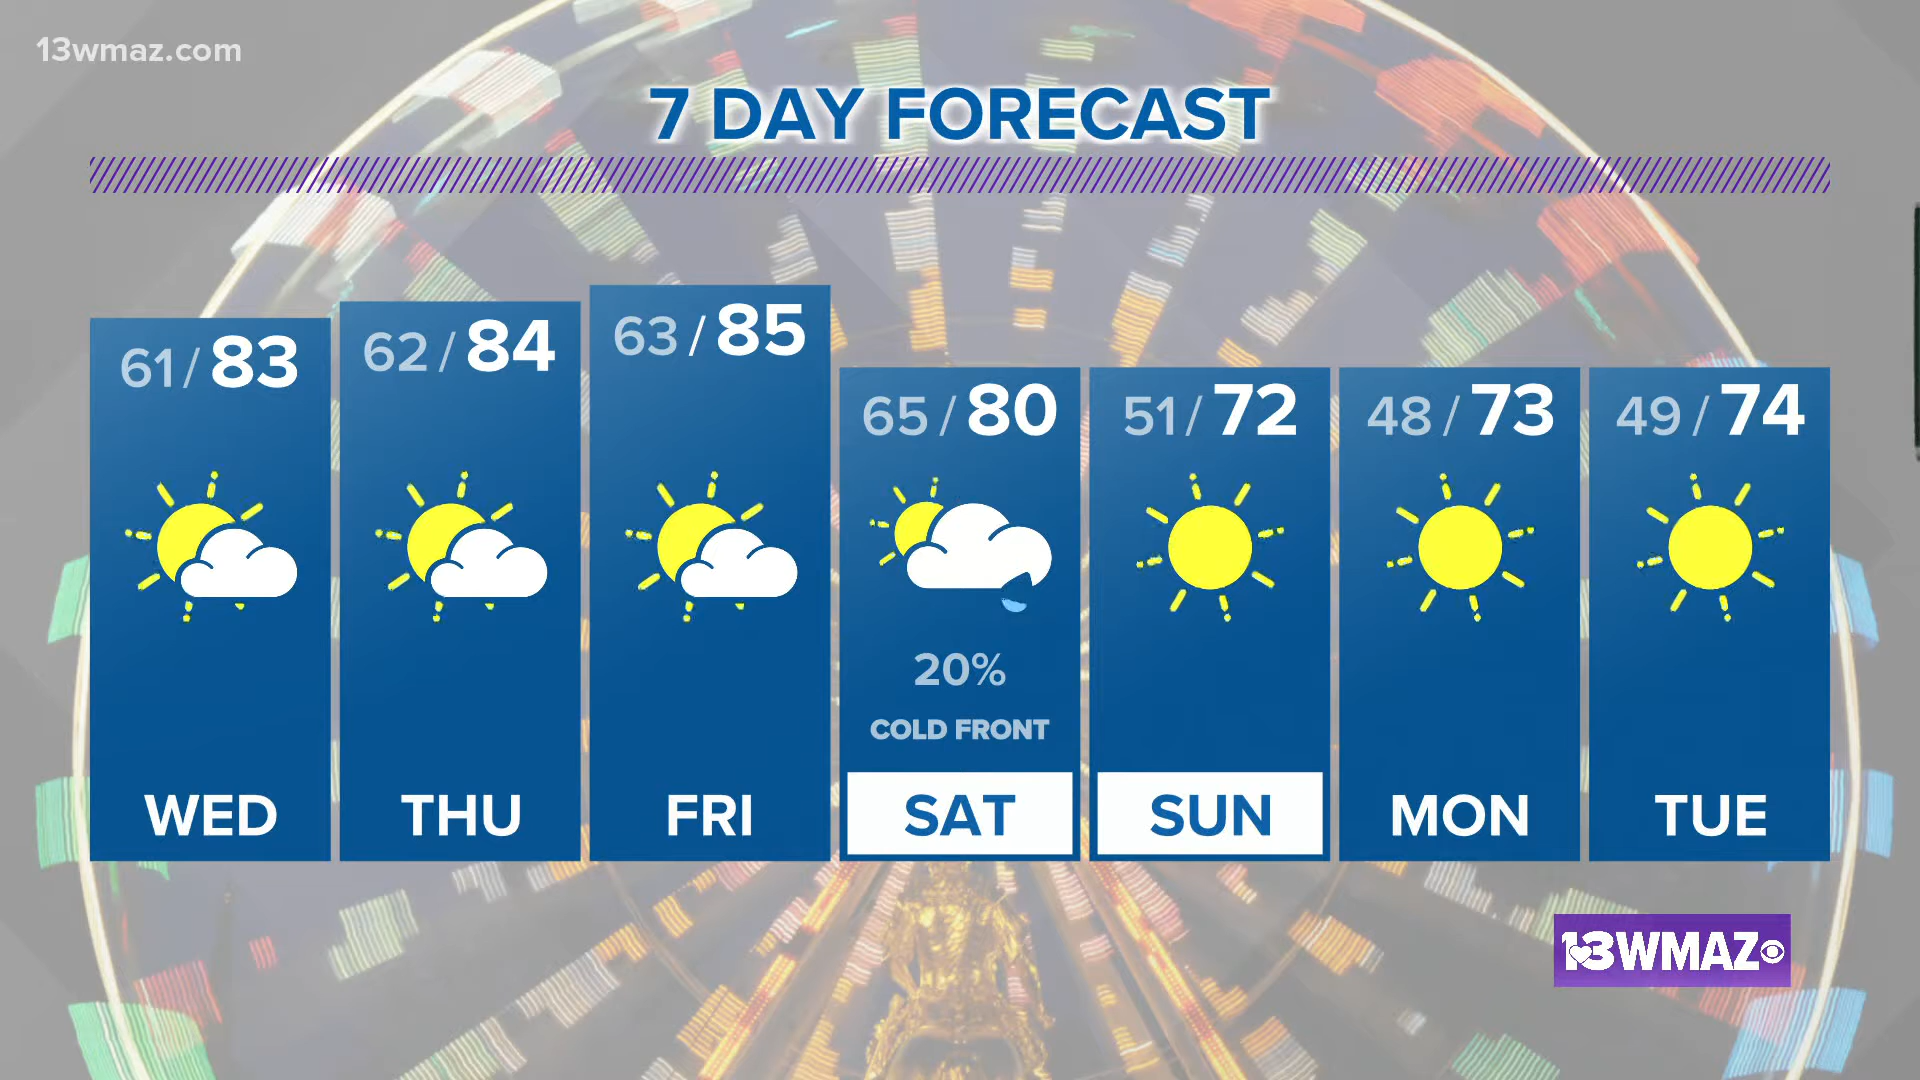 13wmaz.com
7 DAY FORECAST
61/83
62/84
63/85
65/80
51/72
48/73
49/74
20%
COLD FRONT
WED
THU
FRI
SAT
SUN
MON
TUE
13WMAZ